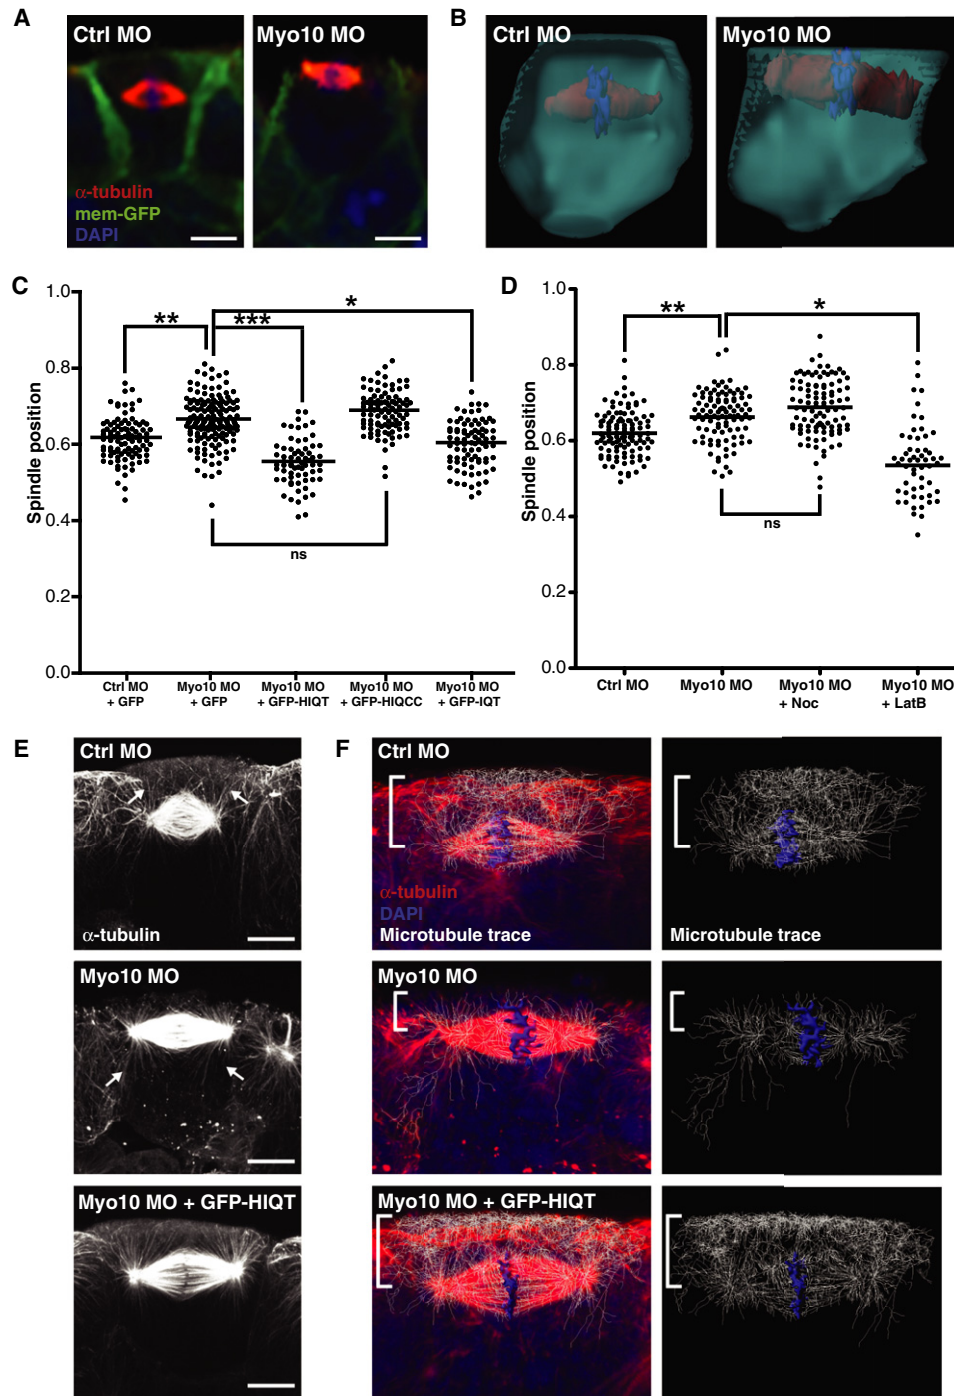 A
Ctrl MO
Myo10 MO
α-tubulin
mem-GFP
DAPI
B
Ctrl MO
Myo10 MO
C
Spindle position
1.0
0.8
0.6
0.4
0.2
0.0
**
***
*
ns
Ctrl MO
+ GFP
Myo10 MO
+ GFP
Myo10 MO
+ GFP-HIQT
Myo10 MO
+ GFP-HIQCC
Myo10 MO
+ GFP-IQT
D
Spindle position
1.0
0.8
0.6
0.4
0.2
0.0
**
*
ns
Ctrl MO
Myo10 MO
Myo10 MO
+ Noc
Myo10 MO
+ LatB
E
Ctrl MO
α-tubulin
Myo10 MO
Myo10 MO + GFP-HIQT
F
Ctrl MO
α-tubulin
DAPI
Microtubule trace
Microtubule trace
Myo10 MO
Myo10 MO + GFP-HIQT